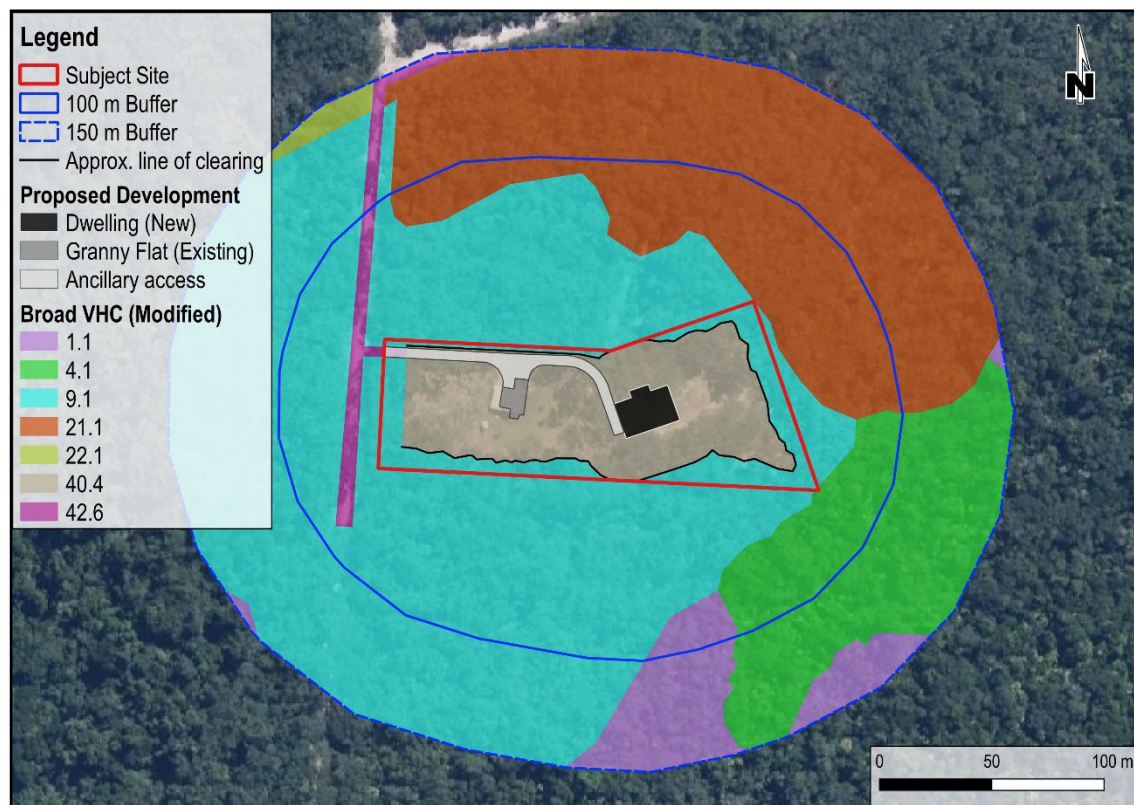 Legend
Subject Site
100 m Buffer
150 m Buffer
Approx. line of clearing
Proposed Development
Dwelling (New)
Granny Flat (Existing)
Ancillary access
Broad VHC (Modified)
1.1
4.1
9.1
21.1
22.1
40.4
42.6
N
0 50 100 m